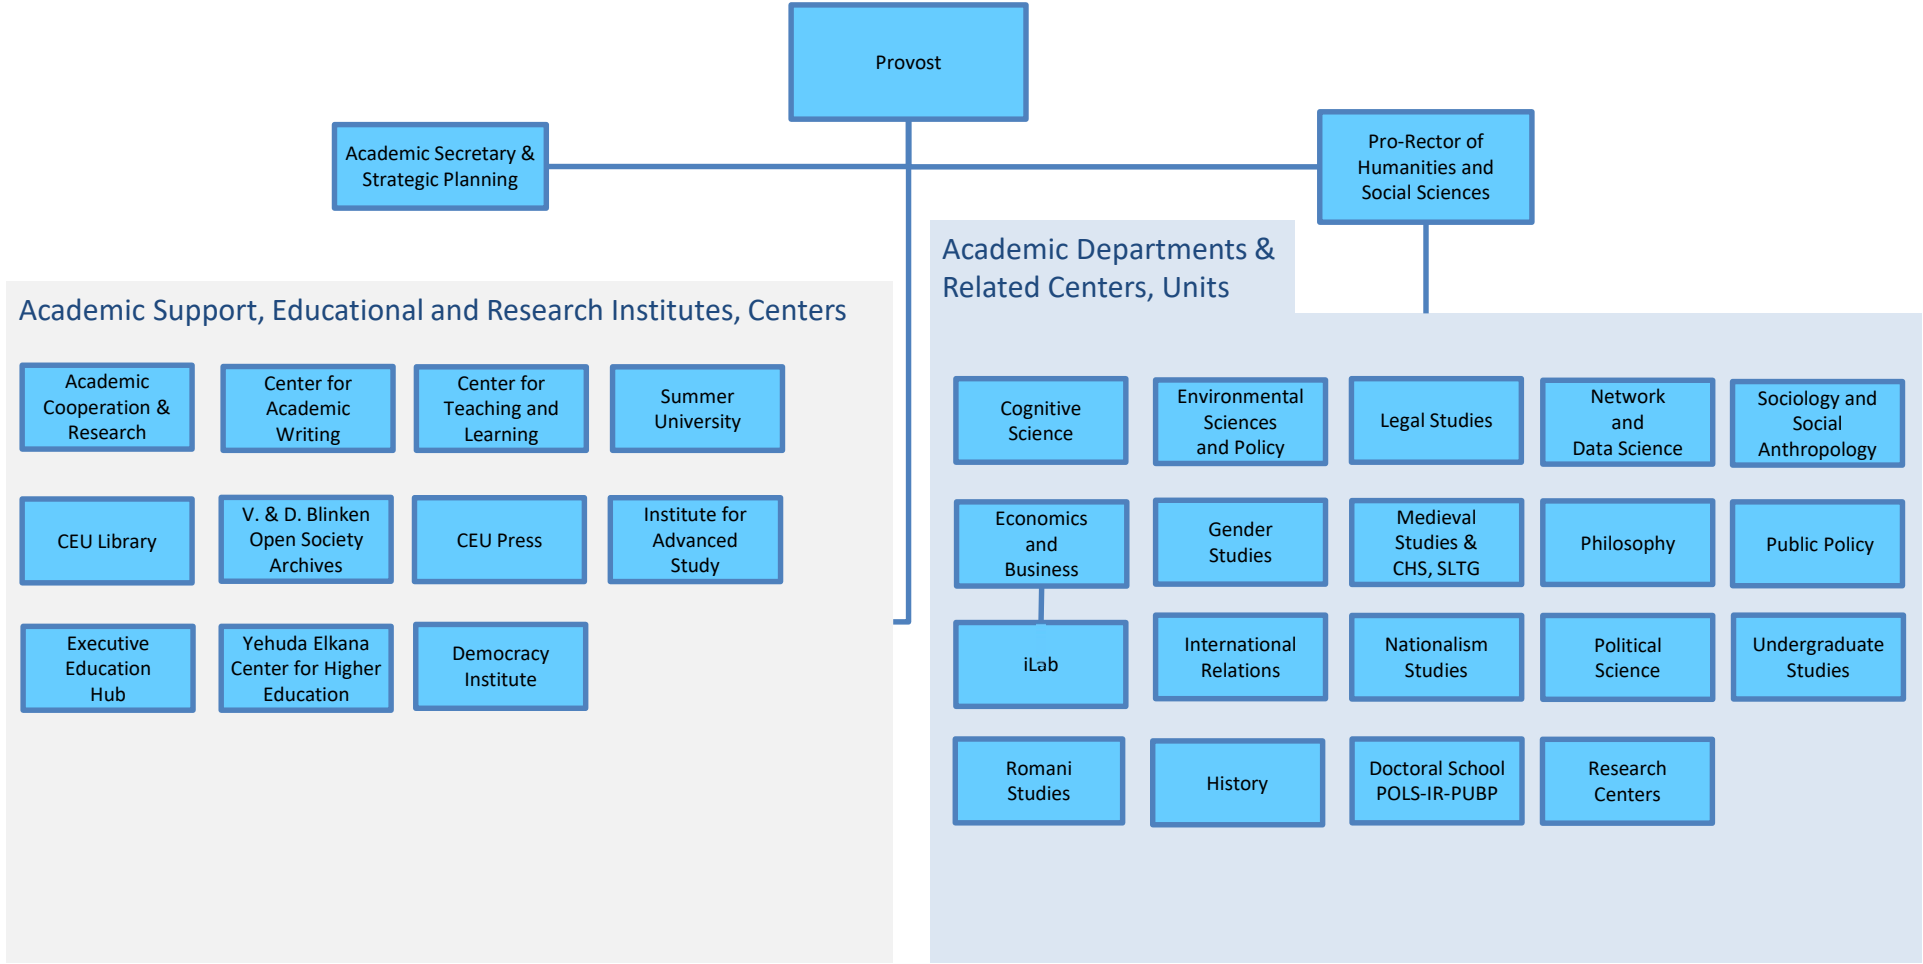 Provost
Academic Secretary &
Strategic Planning
Pro-Rector of
Humanities and
Social Sciences
Academic Support, Educational and Research Institutes, Centers
Academic
Cooperation &
Research
Center for
Academic
Writing
Center for
Teaching and
Learning
Summer
University
CEU Library
V. & D. Blinken
Open Society
Archives
CEU Press
Institute for
Advanced
Study
Executive
Education
Hub
Yehuda Elkana
Center for Higher
Education
Democracy
Institute
Academic Departments &
Related Centers, Units
Cognitive
Science
Environmental
Sciences
and Policy
Legal Studies
Network
and
Data Science
Sociology and
Social
Anthropology
Economics
and
Business
Gender
Studies
Medieval
Studies &
CHS, SLTG
Philosophy
Public Policy
iLab
International
Relations
Nationalism
Studies
Political
Science
Undergraduate
Studies
Romani
Studies
History
Doctoral School
POLS-IR-PUBP
Research
Centers